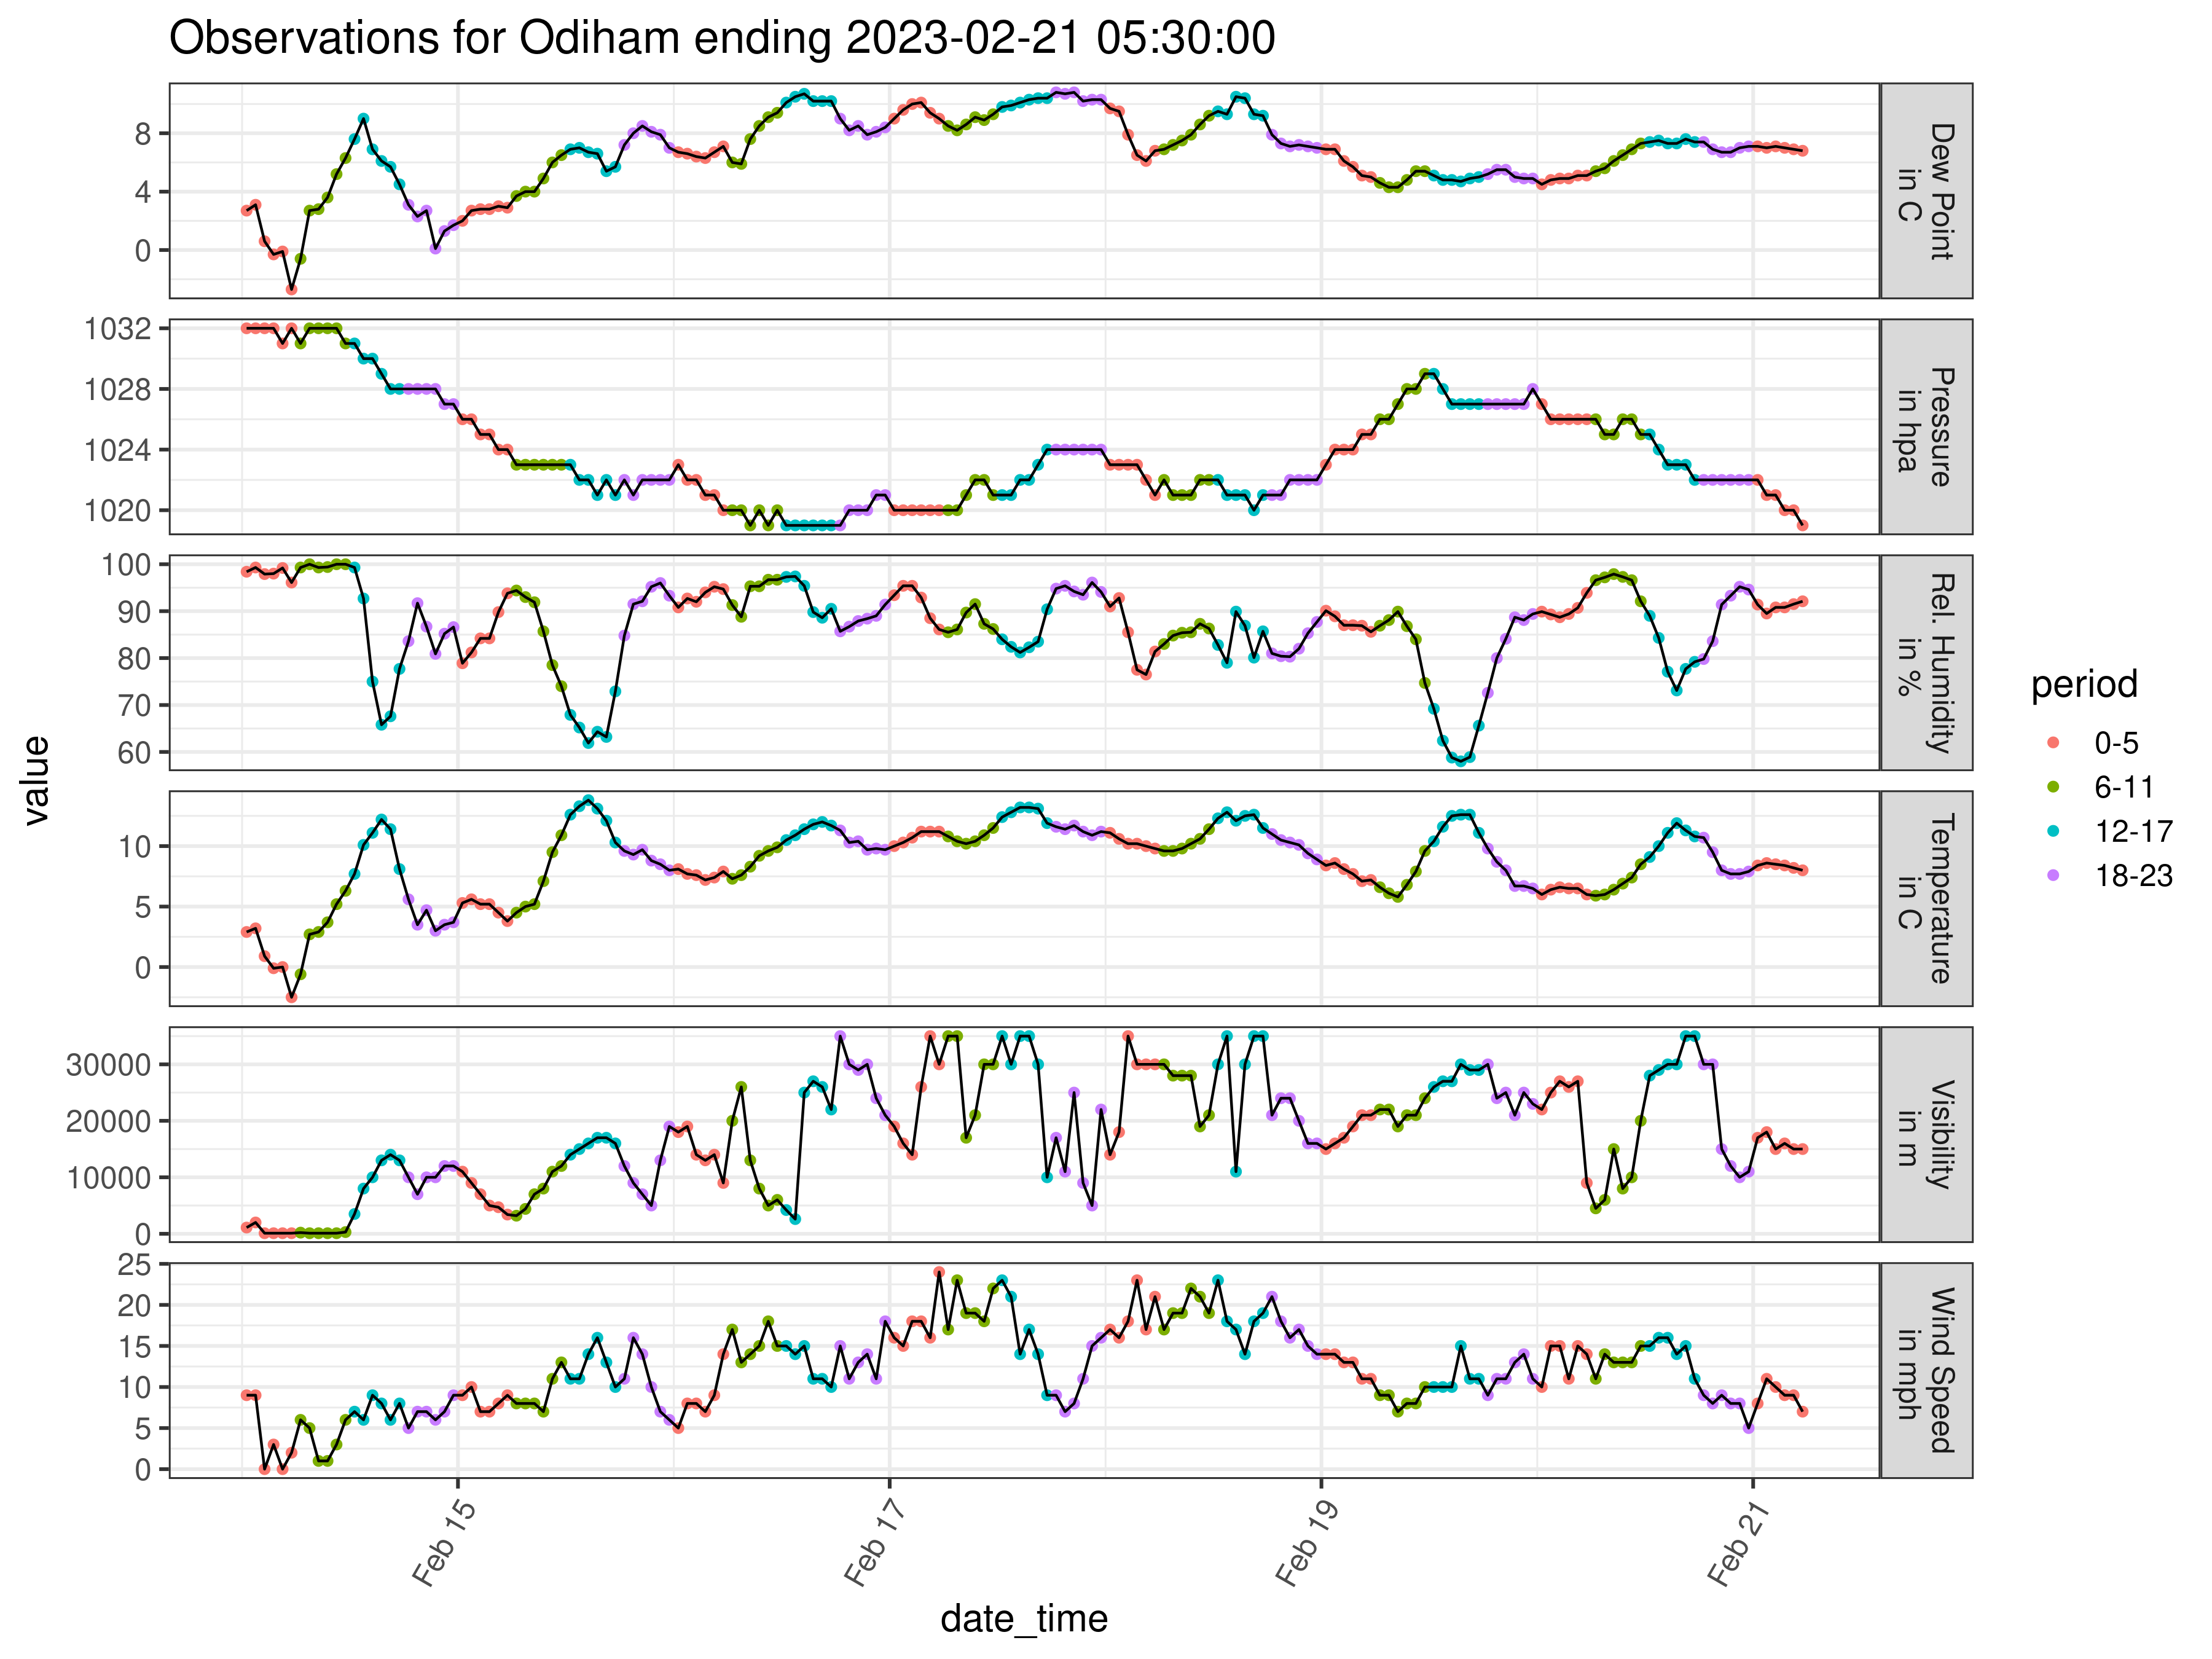 Observations for Odiham ending 2023-02-21 05:30:00
value
8
4
0
Dew Point
in C
1032
1028
1024
1020
Pressure
in hpa
100
90
80
70
60
Rel. Humidity
in %
10
5
0
Temperature
in C
30000
20000
10000
0
Visibility
in m
25
20
15
10
5
0
Wind Speed
in mph
Feb 15
Feb 17
Feb 19
Feb 21
date_time
period
0-5
6-11
12-17
18-23